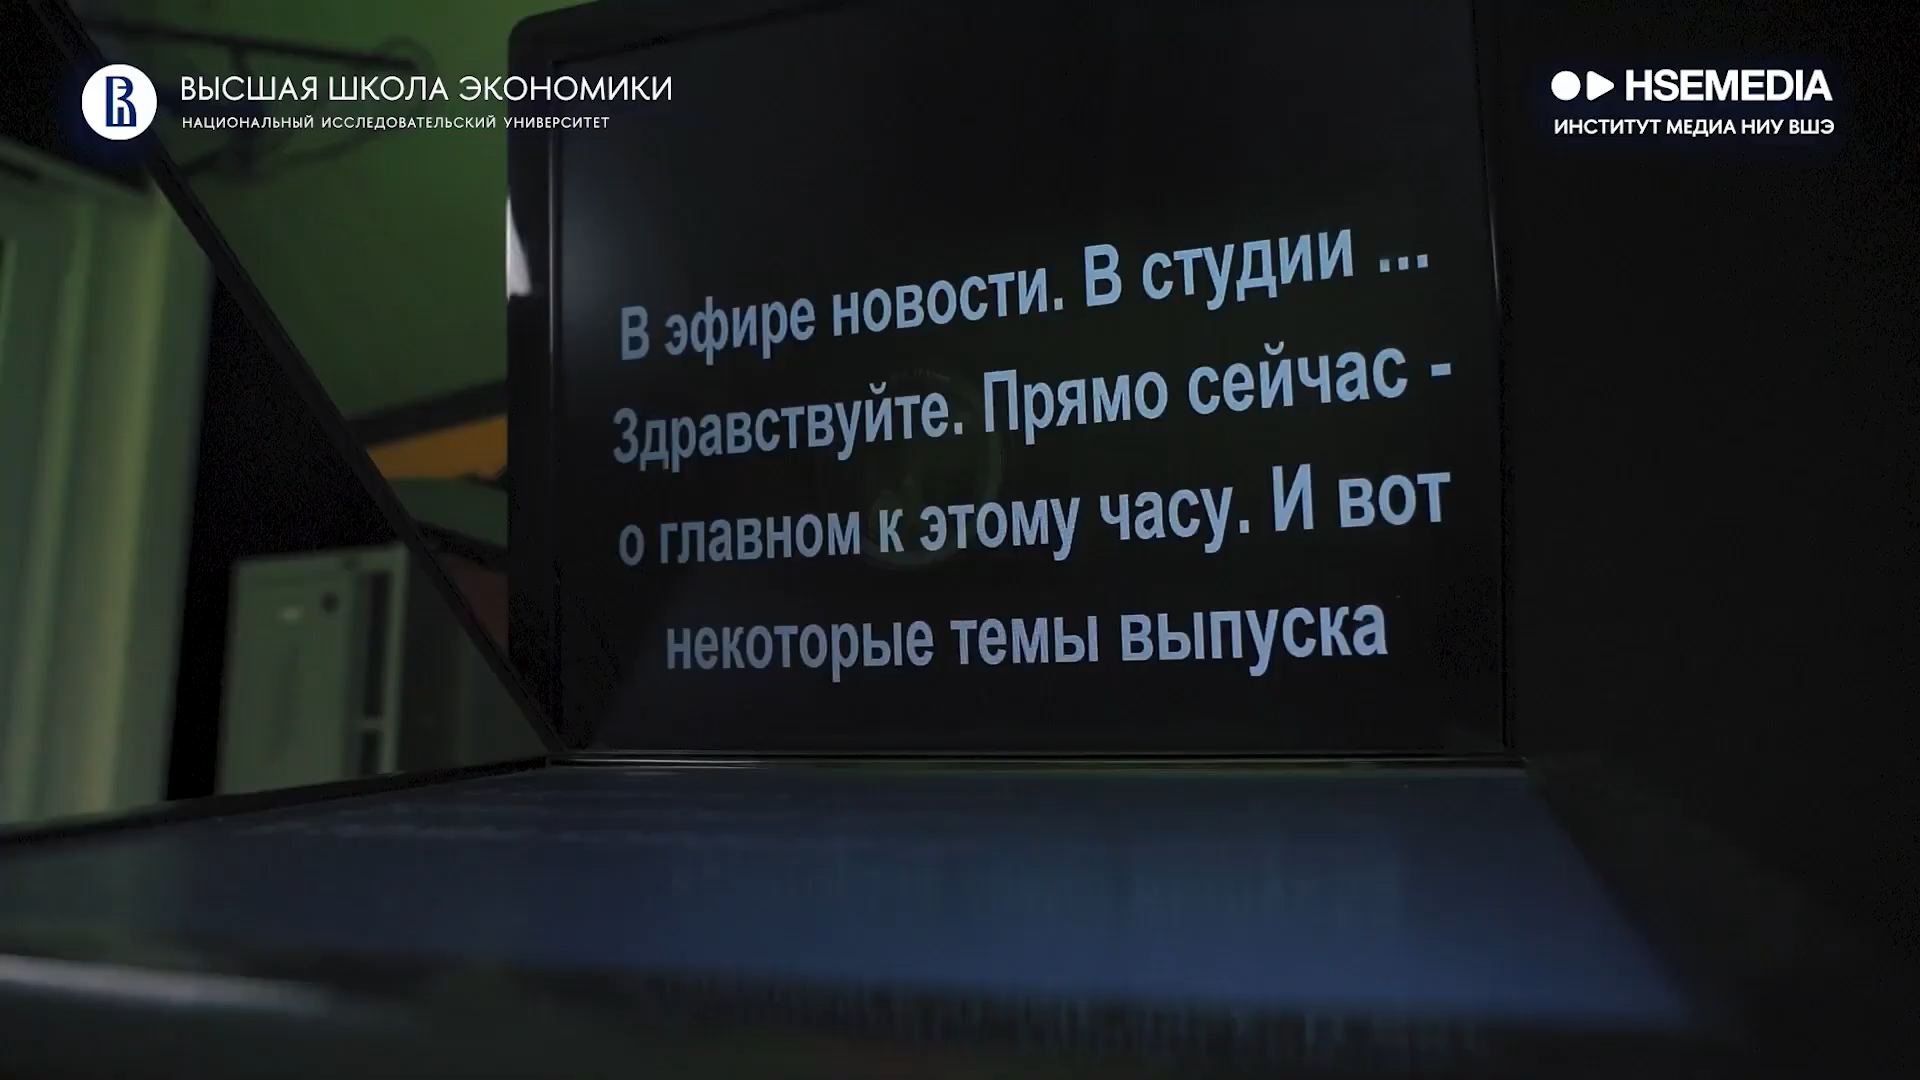 ВЫСШАЯ ШКОЛА ЭКОНОМИКИ
НАЦИОНАЛЬНЫЙ ИССЛЕДОВАТЕЛЬСКИЙ УНИВЕРСИТЕТ
HSEMEDIA
ИНСТИТУТ МЕДИА НИУ ВШЭ
В эфире новости. В студии ...
Здравствуйте. Прямо сейчас -
о главном к этому часу. И вот
некоторые темы выпуска